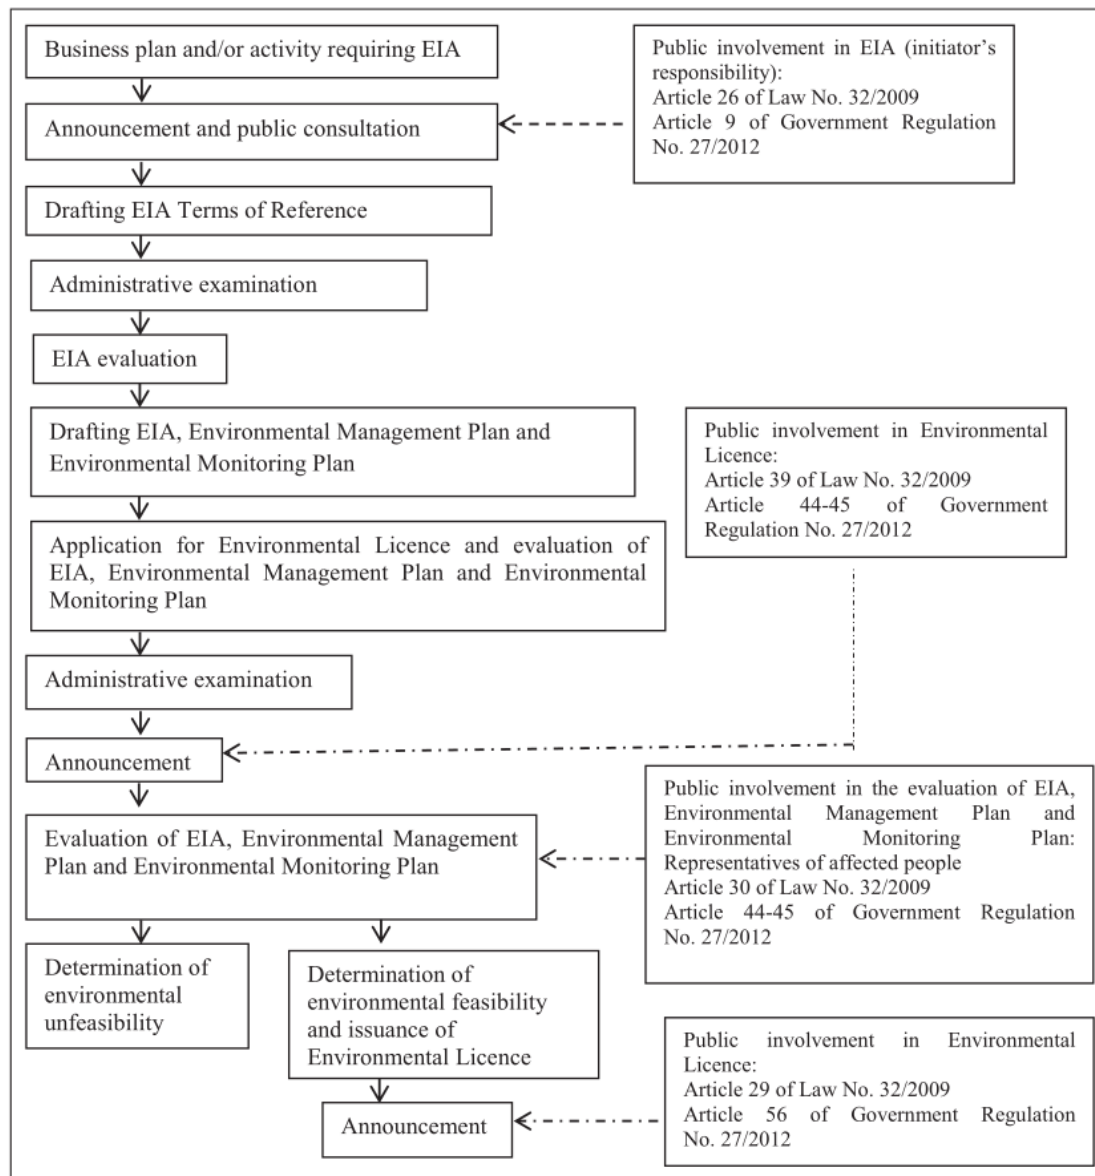 Business plan and/or activity requiring EIA
Public involvement in EIA (initiator's
responsibility):
Article 26 of Law No. 32/2009
Article 9 of Government Regulation
No. 27/2012
Announcement and public consultation
Drafting EIA Terms of Reference
Administrative examination
EIA evaluation
Drafting EIA, Environmental Management Plan and
Environmental Monitoring Plan
Public involvement in Environmental
Licence:
Article 39 of Law No. 32/2009
Article 44-45 of Government
Regulation No. 27/2012
Application for Environmental Licence and evaluation of
EIA, Environmental Management Plan and Environmental
Monitoring Plan
Administrative examination
Announcement
Public involvement in the evaluation of EIA,
Environmental Management Plan and
Environmental Monitoring Plan:
Representatives of affected people
Article 30 of Law No. 32/2009
Article 44-45 of Government Regulation
No. 27/2012
Evaluation of EIA, Environmental Management
Plan and Environmental Monitoring Plan
Determination of
environmental
unfeasibility
Determination of
environmental feasibility
and issuance of
Environmental Licence
Public involvement in Environmental
Licence:
Article 29 of Law No. 32/2009
Article 56 of Government Regulation
No. 27/2012
Announcement